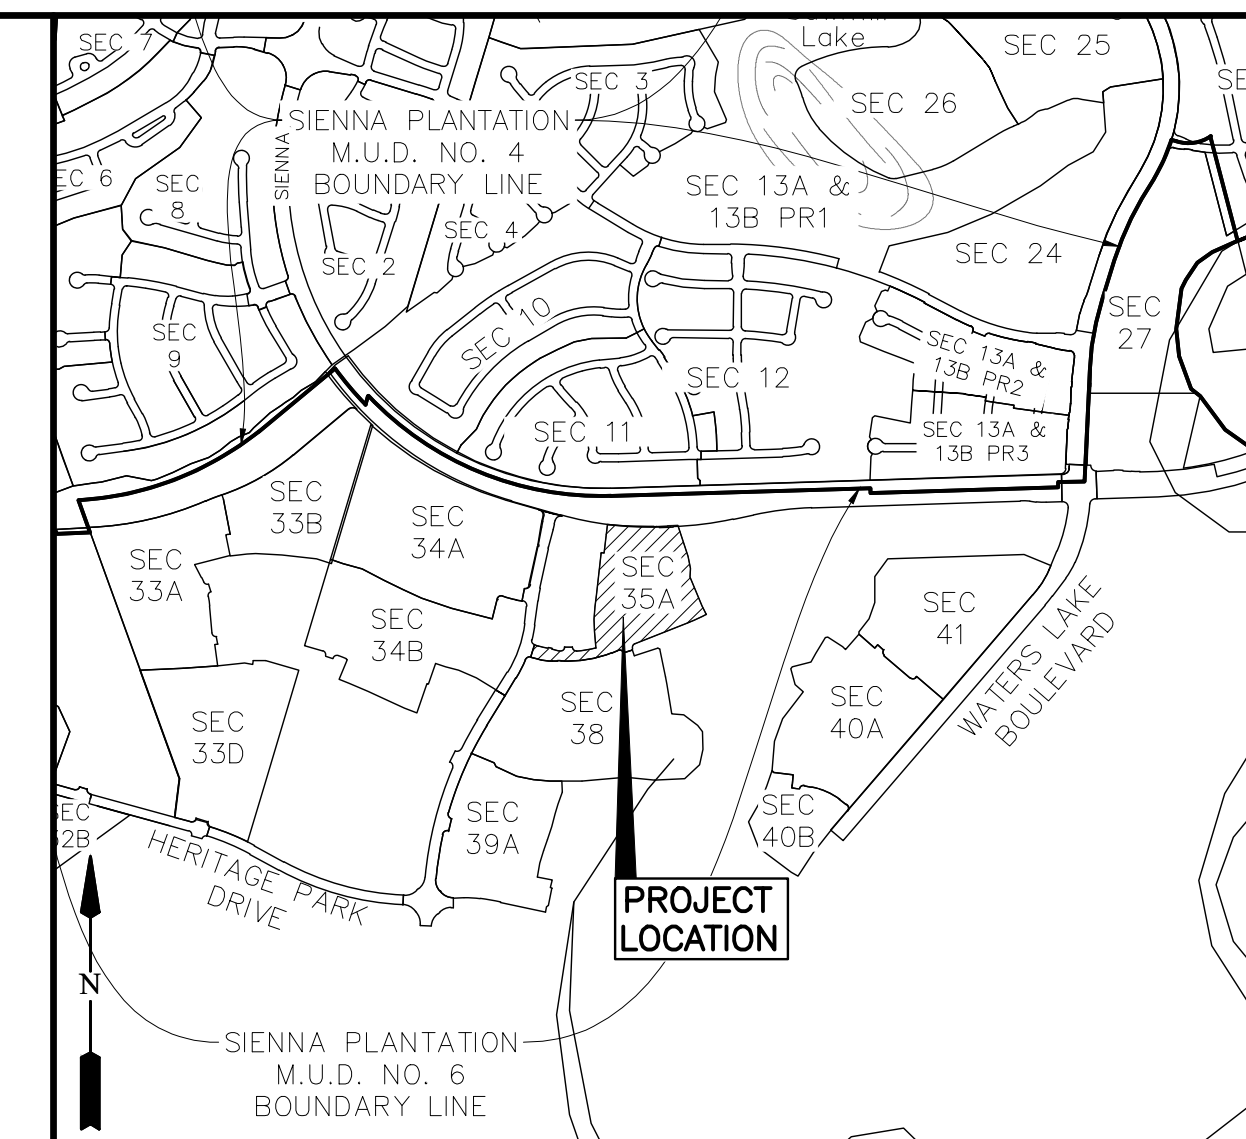 SEC 7
Lake
SEC 25
SEC 3
SEC 26
SIENNA PLANTATION
M.U.D. NO. 4
BOUNDARY LINE
SIENNA
SEC
8
SEC 13A &
13B PR1
SEC 4
SEC 2
SEC 24
SEC
27
SEC 10
SEC
9
SEC 13A &
13B PR2
SEC 12
SEC 11
SEC 13A &
13B PR3
SEC
33B
SEC
34A
SEC
33A
SEC
35A
SEC
41
SEC
34B
WATERS LAKE
BOULEVARD
SEC
38
SEC
40A
SEC
33D
SEC
39A
SEC
40B
HERITAGE PARK
DRIVE
PROJECT
LOCATION
N
SIENNA PLANTATION
M.U.D. NO. 6
BOUNDARY LINE